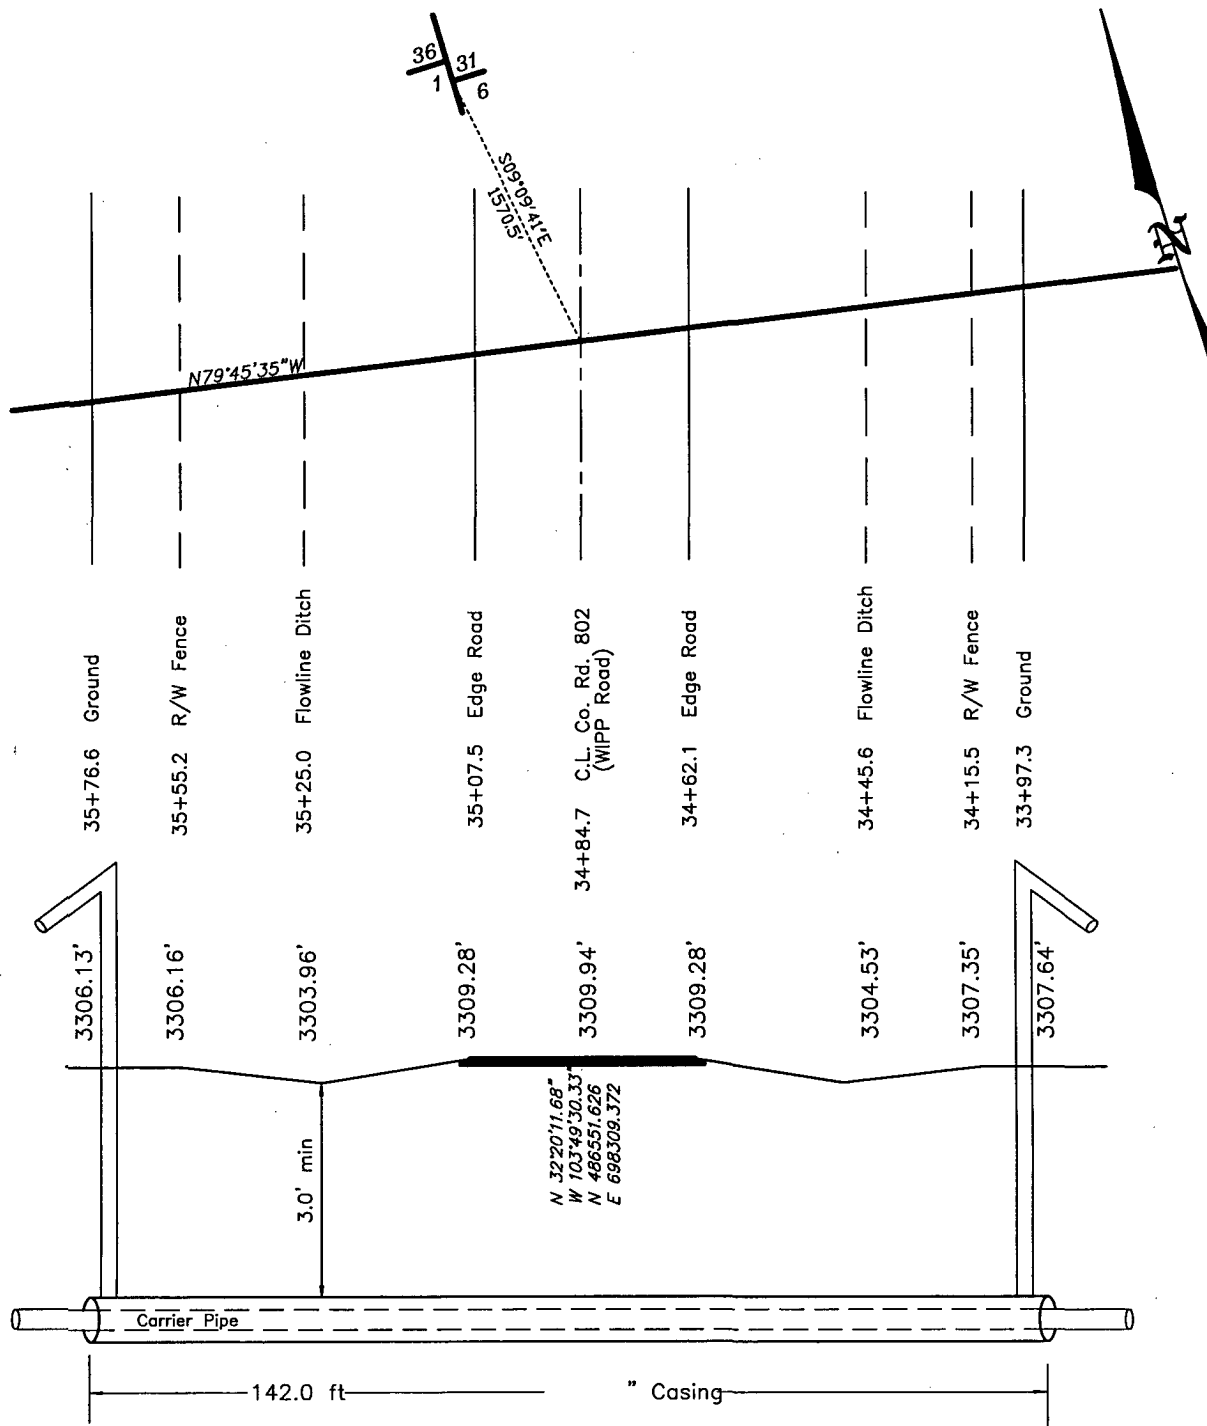 36 31
1 6
S09°09'41"E
1570.5'
N
N79°45'35"W
35+76.6 Ground
35+55.2 R/W Fence
35+25.0 Flowline Ditch
35+07.5 Edge Road
34+84.7 C.L. Co. Rd. 802
(WIPP Road)
34+62.1 Edge Road
34+45.6 Flowline Ditch
34+15.5 R/W Fence
33+97.3 Ground
3306.13'
3306.16'
3303.96'
3309.28'
3309.94'
3309.28'
3304.53'
3307.35'
3307.64'
N 32°20'11.68"
W 103°49'30.33"
N 486551.626
E 698309.372
3.0' min
Carrier Pipe
142.0 ft " Casing